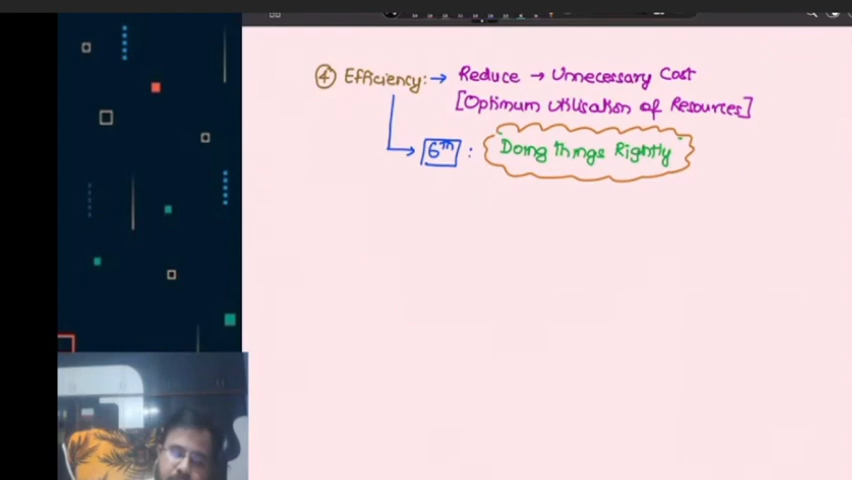 ④ Efficiency: → Reduce → Unnecessary Cost
[Optimum utilisation of Resources]
6th : "Doing things Rightly"